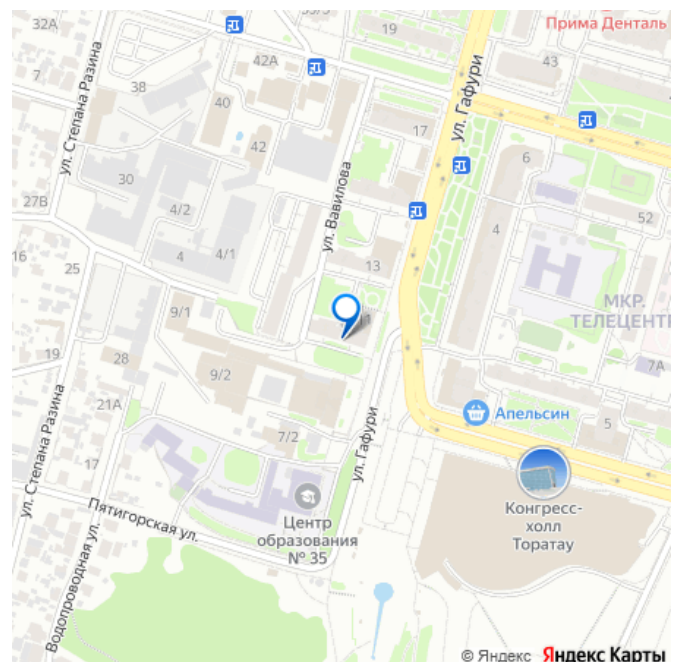 Прима Денталь
32А
19
43
7
38
42А
40
17
42
6
30
27В
4/2
52
ул. Степана Разина
ул. Вавилова
ул. Гафури
16
25
4
4/1
13
4
МКР.
ТЕЛЕЦЕНТ
9/1
7А
19
28
9/2
21А
Апельсин
5
7/2
17
ул. Гафури
Конгресс-
холл
Торатау
ул. Степана Разина
Пятигорская ул.
Центр
образования
№ 35
Водопроводная ул.
© Яндекс Яндекс Карты